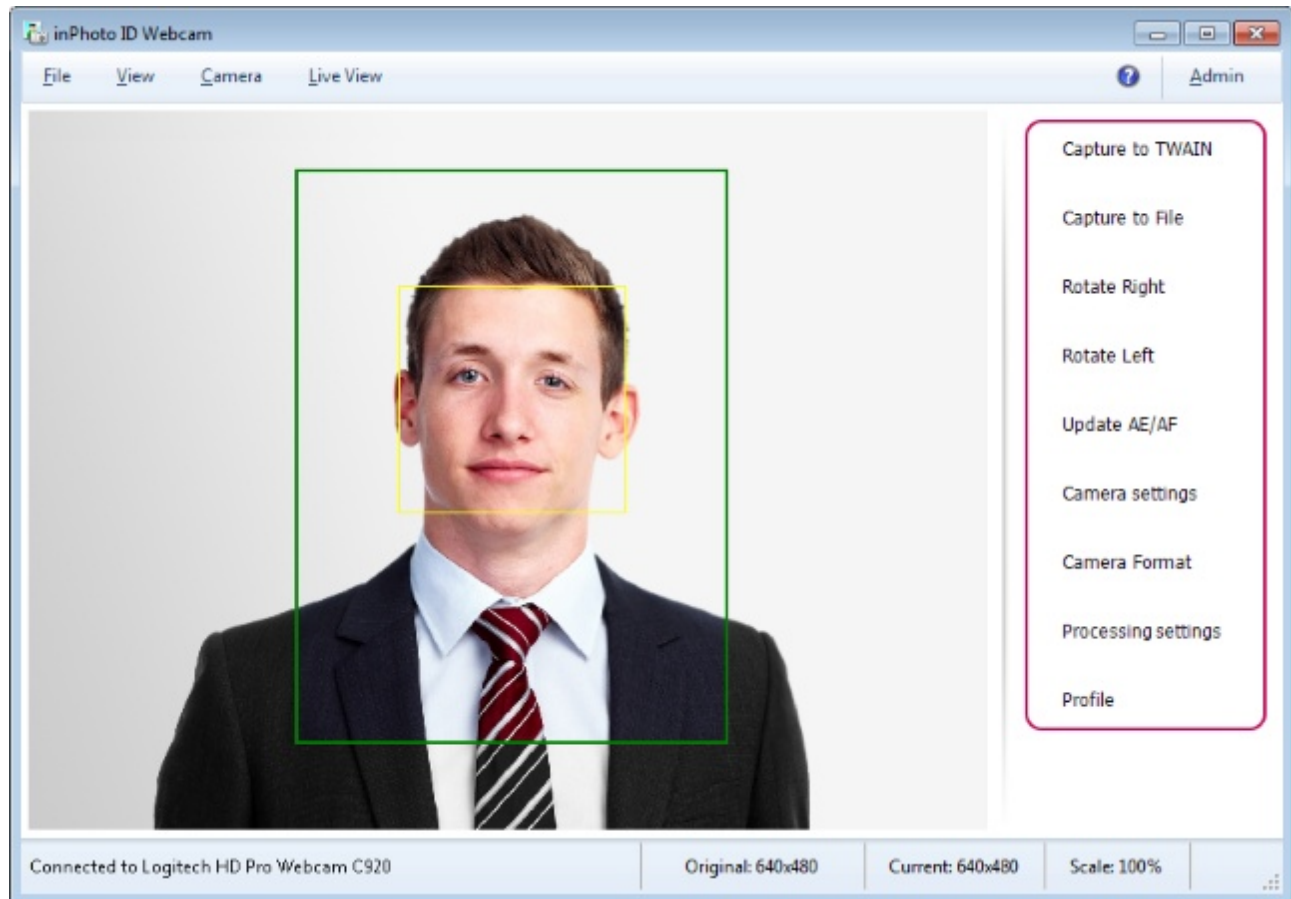 inPhoto ID Webcam
File View Camera Live View ? Admin
Capture to TWAIN
Capture to File
Rotate Right
Rotate Left
Update AE/AF
Camera settings
Camera Format
Processing settings
Profile
Connected to Logitech HD Pro Webcam C920 Original: 640x480 Current: 640x480 Scale: 100%